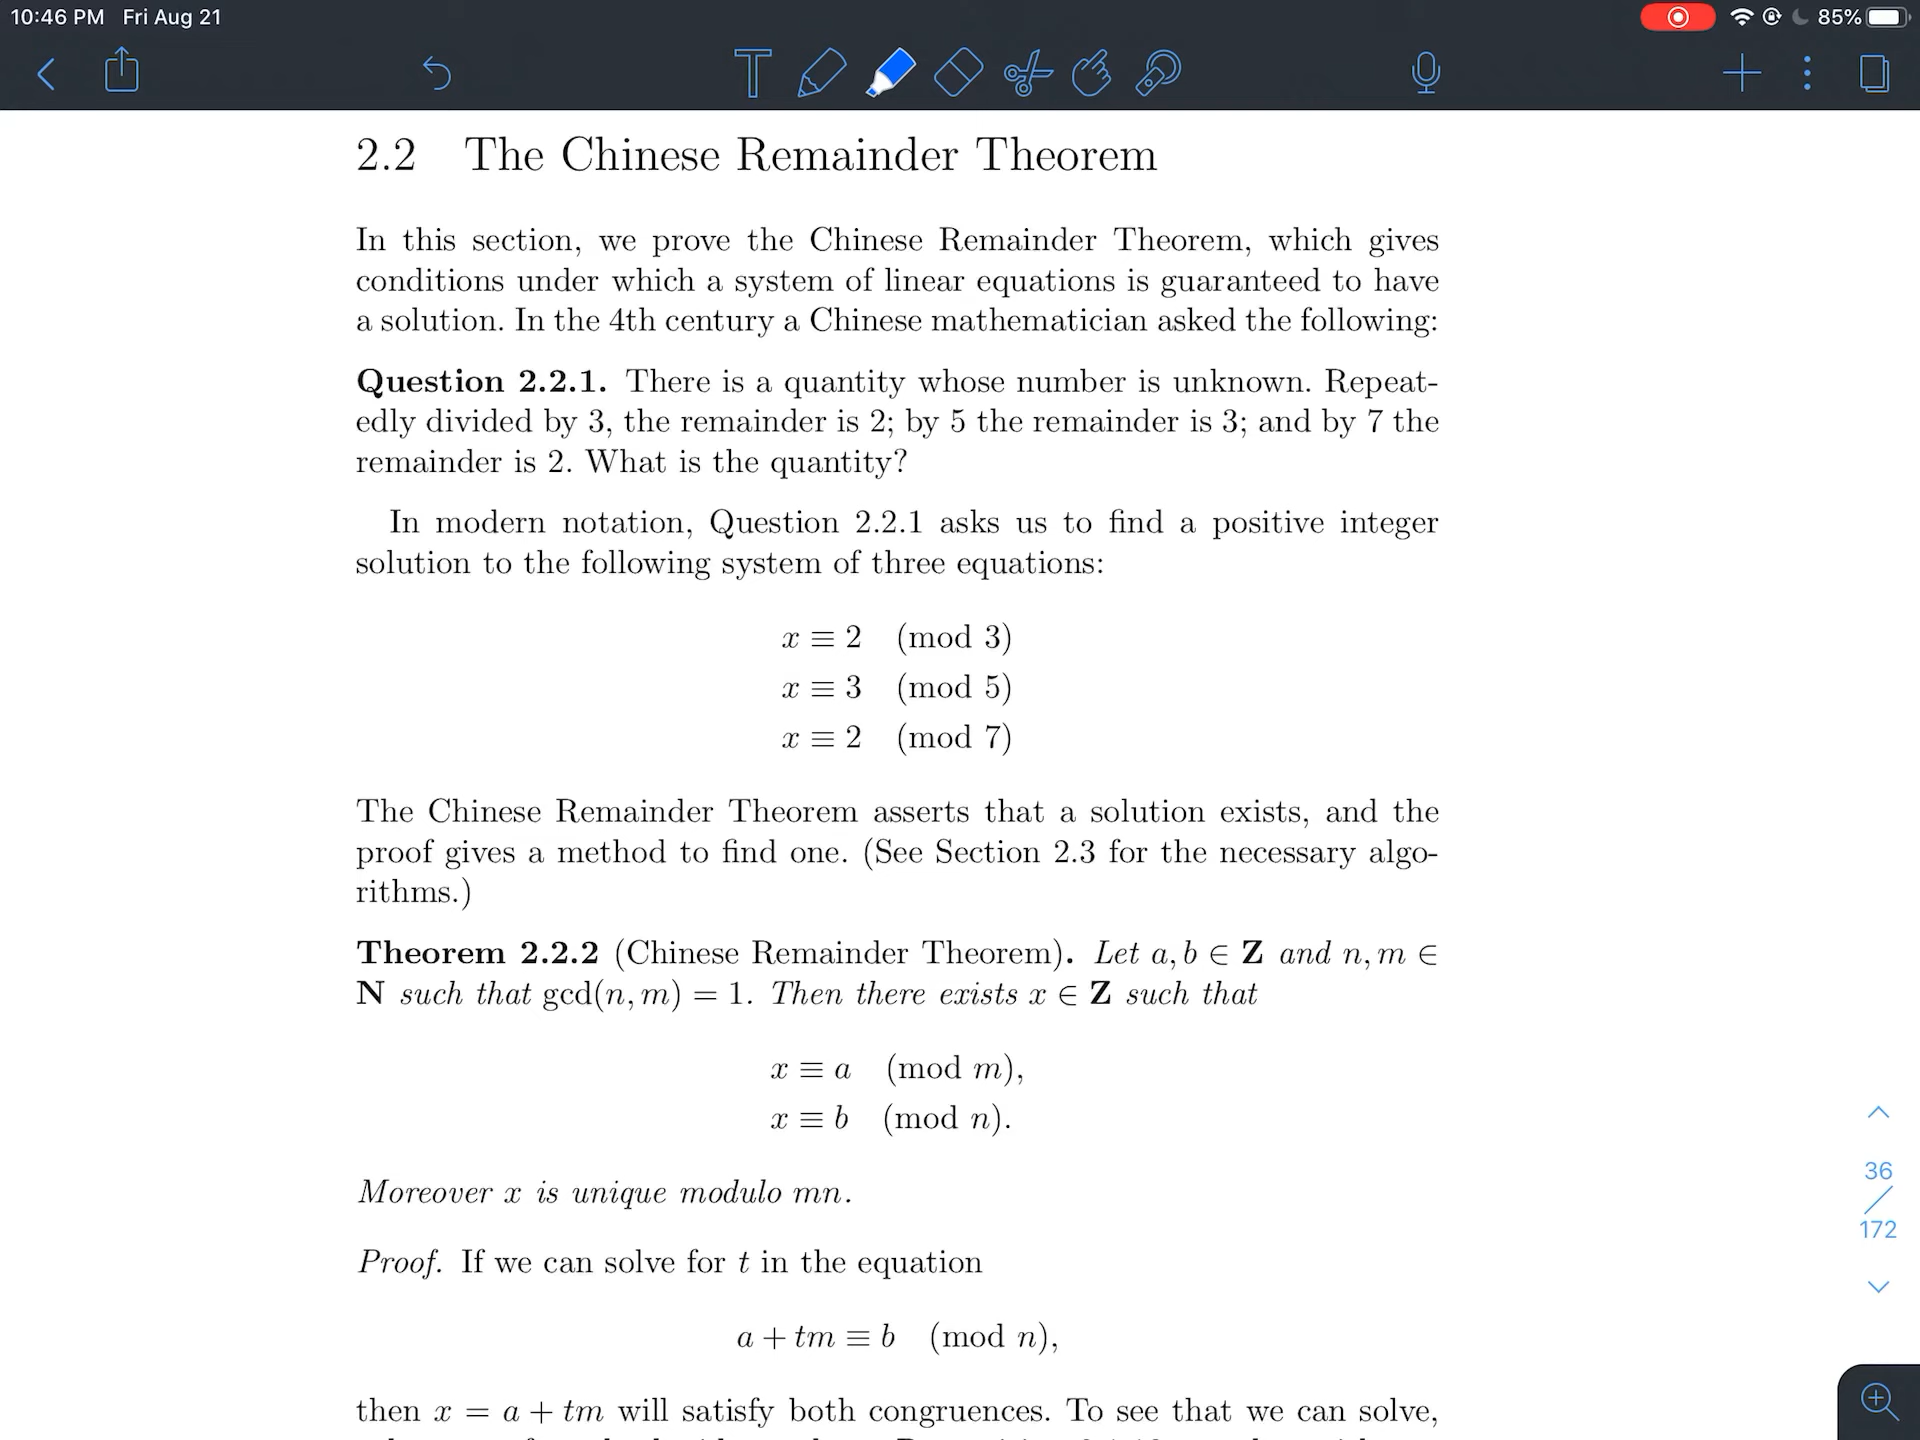 10:46 PM Fri Aug 21
85%
2.2 The Chinese Remainder Theorem
In this section, we prove the Chinese Remainder Theorem, which gives
conditions under which a system of linear equations is guaranteed to have
a solution. In the 4th century a Chinese mathematician asked the following:
Question 2.2.1. There is a quantity whose number is unknown. Repeat-
edly divided by 3, the remainder is 2; by 5 the remainder is 3; and by 7 the
remainder is 2. What is the quantity?
In modern notation, Question 2.2.1 asks us to find a positive integer
solution to the following system of three equations:
x ≡ 2 (mod 3)
x ≡ 3 (mod 5)
x ≡ 2 (mod 7)
The Chinese Remainder Theorem asserts that a solution exists, and the
proof gives a method to find one. (See Section 2.3 for the necessary algo-
rithms.)
Theorem 2.2.2 (Chinese Remainder Theorem). Let a, b ∈ Z and n, m ∈
N such that gcd(n, m) = 1. Then there exists x ∈ Z such that
x ≡ a (mod m),
x ≡ b (mod n).
Moreover x is unique modulo mn.
Proof. If we can solve for t in the equation
a + tm ≡ b (mod n),
then x = a + tm will satisfy both congruences. To see that we can solve,
36
/
172